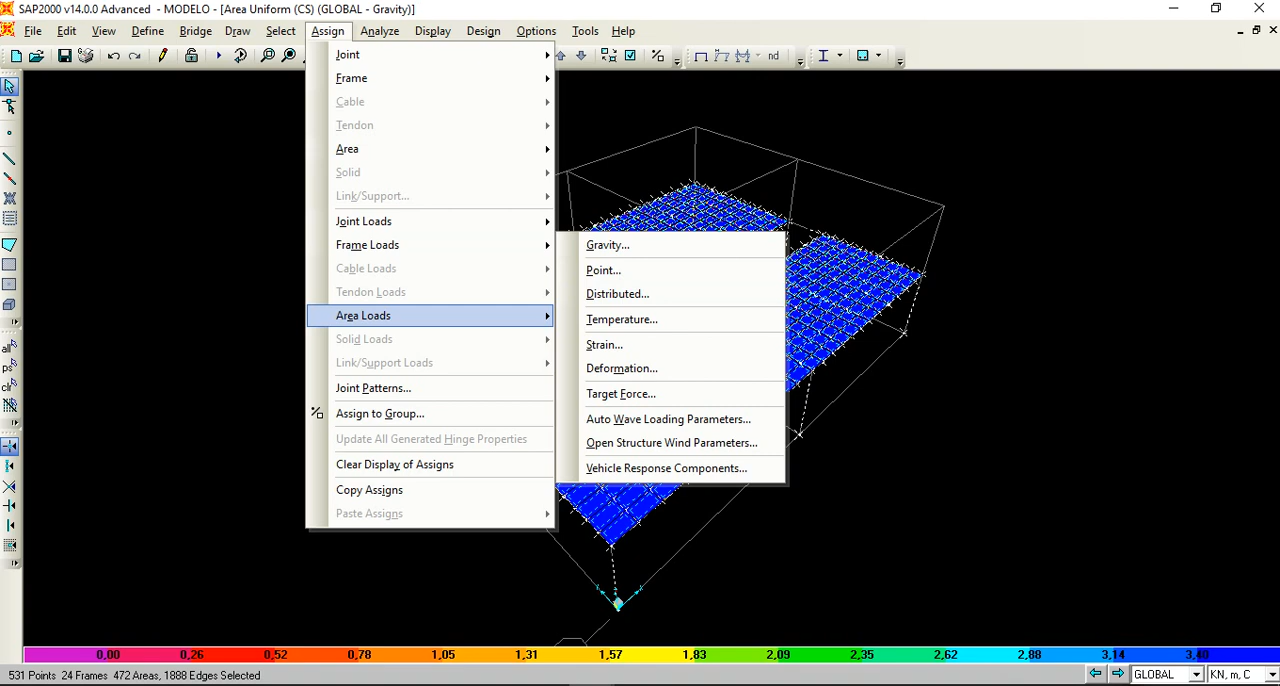 SAP2000 v14.0.0 Advanced - MODELO - [Area Uniform (CS) (GLOBAL - Gravity)]
File Edit View Define Bridge Draw Select Assign Analyze Display Design Options Tools Help
nd
Joint
Frame
Cable
Tendon
Area
Solid
Link/Support...
Joint Loads
Frame Loads
Cable Loads
Tendon Loads
Area Loads
Solid Loads
Link/Support Loads
Joint Patterns...
Assign to Group...
Update All Generated Hinge Properties
Clear Display of Assigns
Copy Assigns
Paste Assigns
Gravity...
Point...
Distributed...
Temperature...
Strain...
Deformation...
Target Force...
Auto Wave Loading Parameters...
Open Structure Wind Parameters...
Vehicle Response Components...
all
ps
clr
0,00 0,26 0,52 0,78 1,05 1,31 1,57 1,83 2,09 2,35 2,62 2,88 3,14 3,40
531 Points 24 Frames 472 Areas, 1888 Edges Selected
GLOBAL
KN, m, C